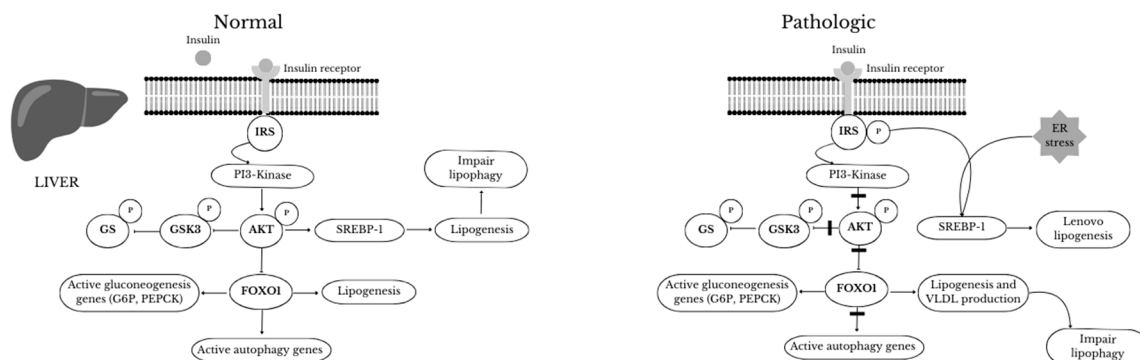 Normal
Insulin
Insulin receptor
IRS
PI3-Kinase
Impair
lipophagy
LIVER
GS
P
GSK3
P
AKT
P
SREBP-1
Lipogenesis
Active gluconeogenesis
genes (G6P, PEPCK)
FOXO1
Lipogenesis
Active autophagy genes
Pathologic
Insulin
Insulin receptor
IRS
P
ER
stress
PI3-Kinase
GS
P
GSK3
P
AKT
P
SREBP-1
Lenovo
lipogenesis
Active gluconeogenesis
genes (G6P, PEPCK)
FOXO1
Lipogenesis and
VLDL production
Active autophagy genes
Impair
lipophagy